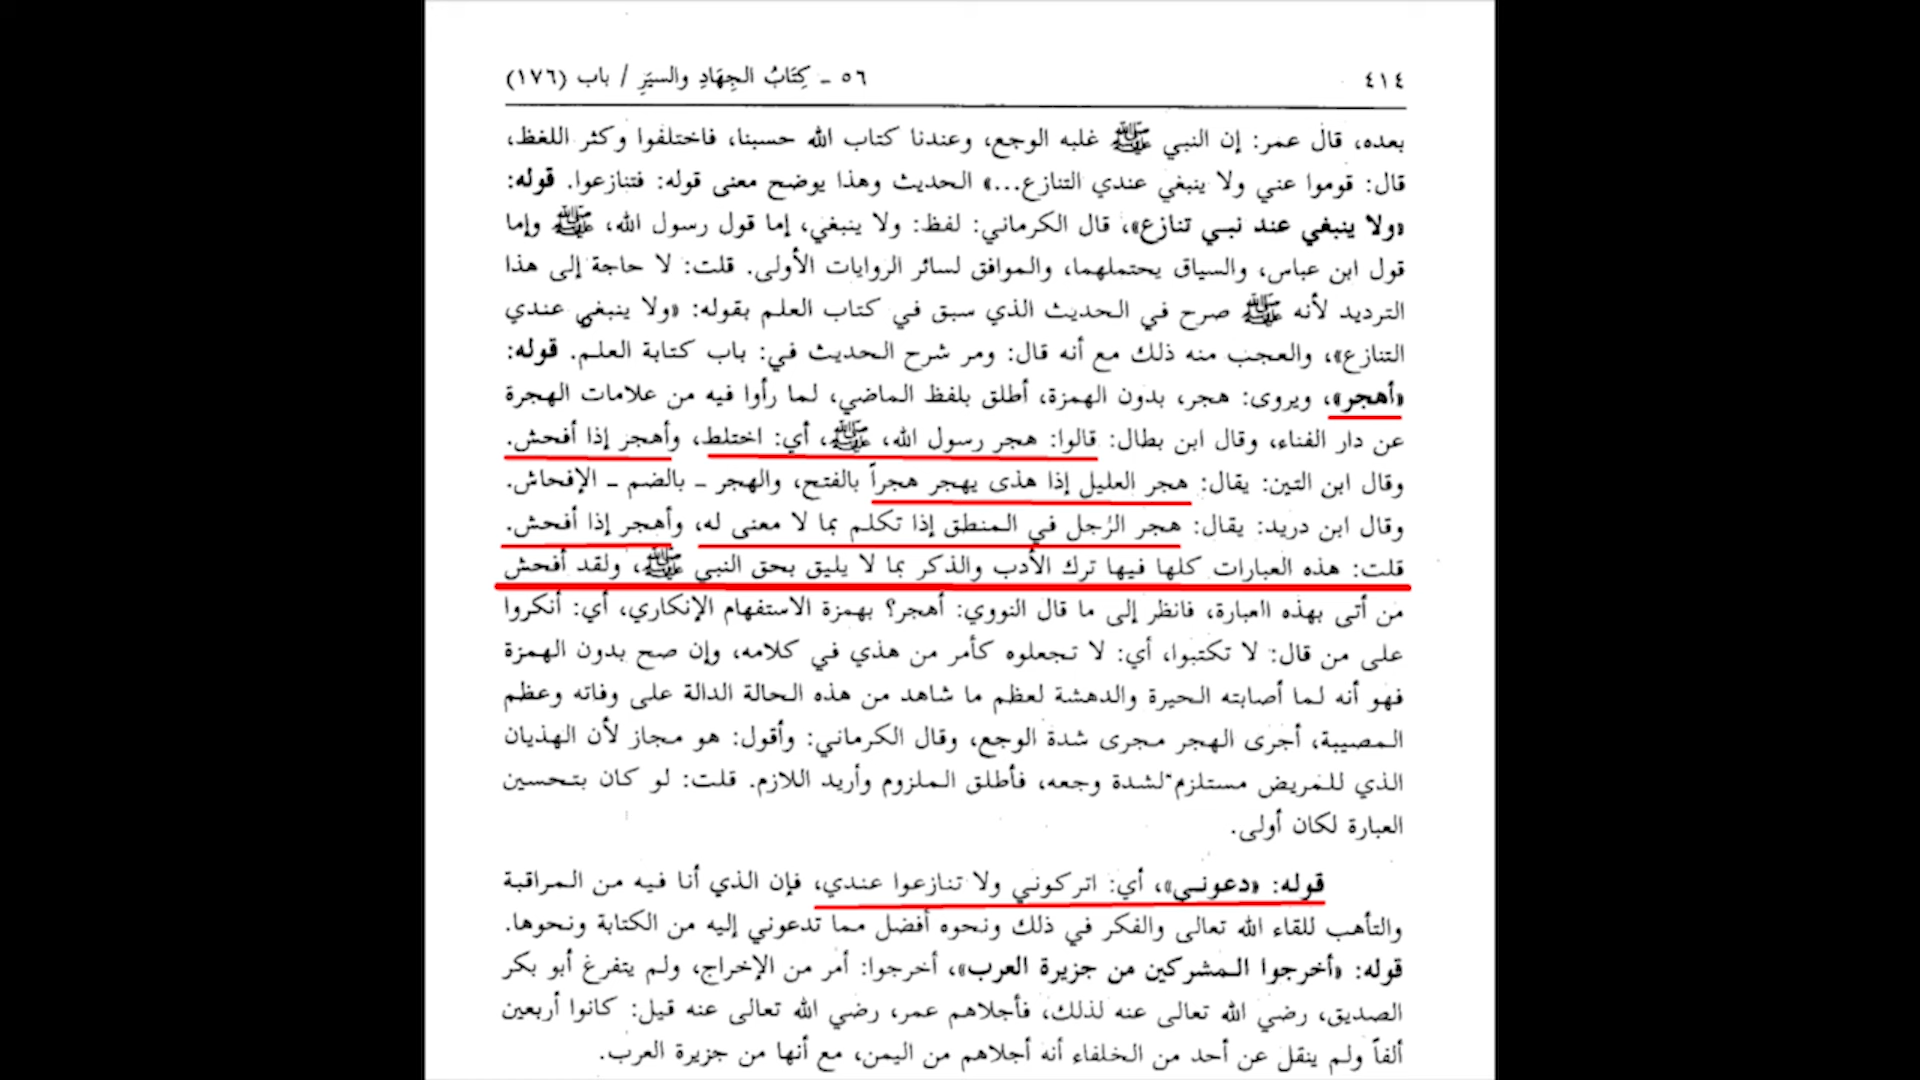 ٤١٤
٥٦ ـ كِتَابُ الجِهَادِ والسيَرِ / باب (١٧٦)
بعده، قال عمر: إن النبي ﷺ غلبه الوجع، وعندنا كتاب الله حسبنا، فاختلفوا وكثر اللغظ،
قال: قوموا عني ولا ينبغي عندي التنازع...» الحديث وهذا يوضح معنى قوله: فتنازعوا. قوله:
«ولا ينبغي عند نبي تنازع»، قال الكرماني: لفظ: ولا ينبغي، إما قول رسول الله، ﷺ وإما
قول ابن عباس، والسياق يحتملهما، والموافق لسائر الروايات الأولى. قلت: لا حاجة إلى هذا
الترديد لأنه ﷺ صرح في الحديث الذي سبق في كتاب العلم بقوله: «ولا ينبغي عندي
التنازع»، والعجب منه ذلك مع أنه قال: ومر شرح الحديث في: باب كتابة العلم. قوله:
«أهجر»، ويروى: هجر، بدون الهمزة، أطلق بلفظ الماضي، لما رأوا فيه من علامات الهجرة
عن دار الفناء، وقال ابن بطال: قالوا: هجر رسول الله، ﷺ، أي: اختلط، وأهجر إذا أفحش.
وقال ابن التين: يقال: هجر العليل إذا هذى يهجر هجراً بالفتح، والهجر ـ بالضم ـ الإفحاش.
وقال ابن دريد: يقال: هجر الرُجل في المنطق إذا تكلم بما لا معنى له، وأهجر إذا أفحش.
قلت: هذه العبارات كلها فيها ترك الأدب والذكر بما لا يليق بحق النبي ﷺ، ولقد أفحش
من أتى بهذه العبارة، فانظر إلى ما قال النووي: أهجر؟ بهمزة الاستفهام الإنكاري، أي: أنكروا
على من قال: لا تكتبوا، أي: لا تجعلوه كأمر من هذي في كلامه، وإن صح بدون الهمزة
فهو أنه لما أصابته الحيرة والدهشة لعظم ما شاهد من هذه الحالة الدالة على وفاته وعظم
المصيبة، أجرى الهجر مجرى شدة الوجع، وقال الكرماني: وأقول: هو مجاز لأن الهذيان
الذي للمريض مستلزم لشدة وجعه، فأطلق الملزوم وأريد اللازم. قلت: لو كان بتحسين
العبارة لكان أولى.
قوله: «دعوني»، أي: اتركوني ولا تنازعوا عندي، فإن الذي أنا فيه من المراقبة
والتأهب للقاء الله تعالى والفكر في ذلك ونحوه أفضل مما تدعوني إليه من الكتابة ونحوها.
قوله: «أخرجوا المشركين من جزيرة العرب»، أخرجوا: أمر من الإخراج، ولم يتفرغ أبو بكر
الصديق، رضي الله تعالى عنه لذلك، فأجلاهم عمر، رضي الله تعالى عنه قيل: كانوا أربعين
ألفاً ولم ينقل عن أحد من الخلفاء أنه أجلاهم من اليمن، مع أنها من جزيرة العرب.